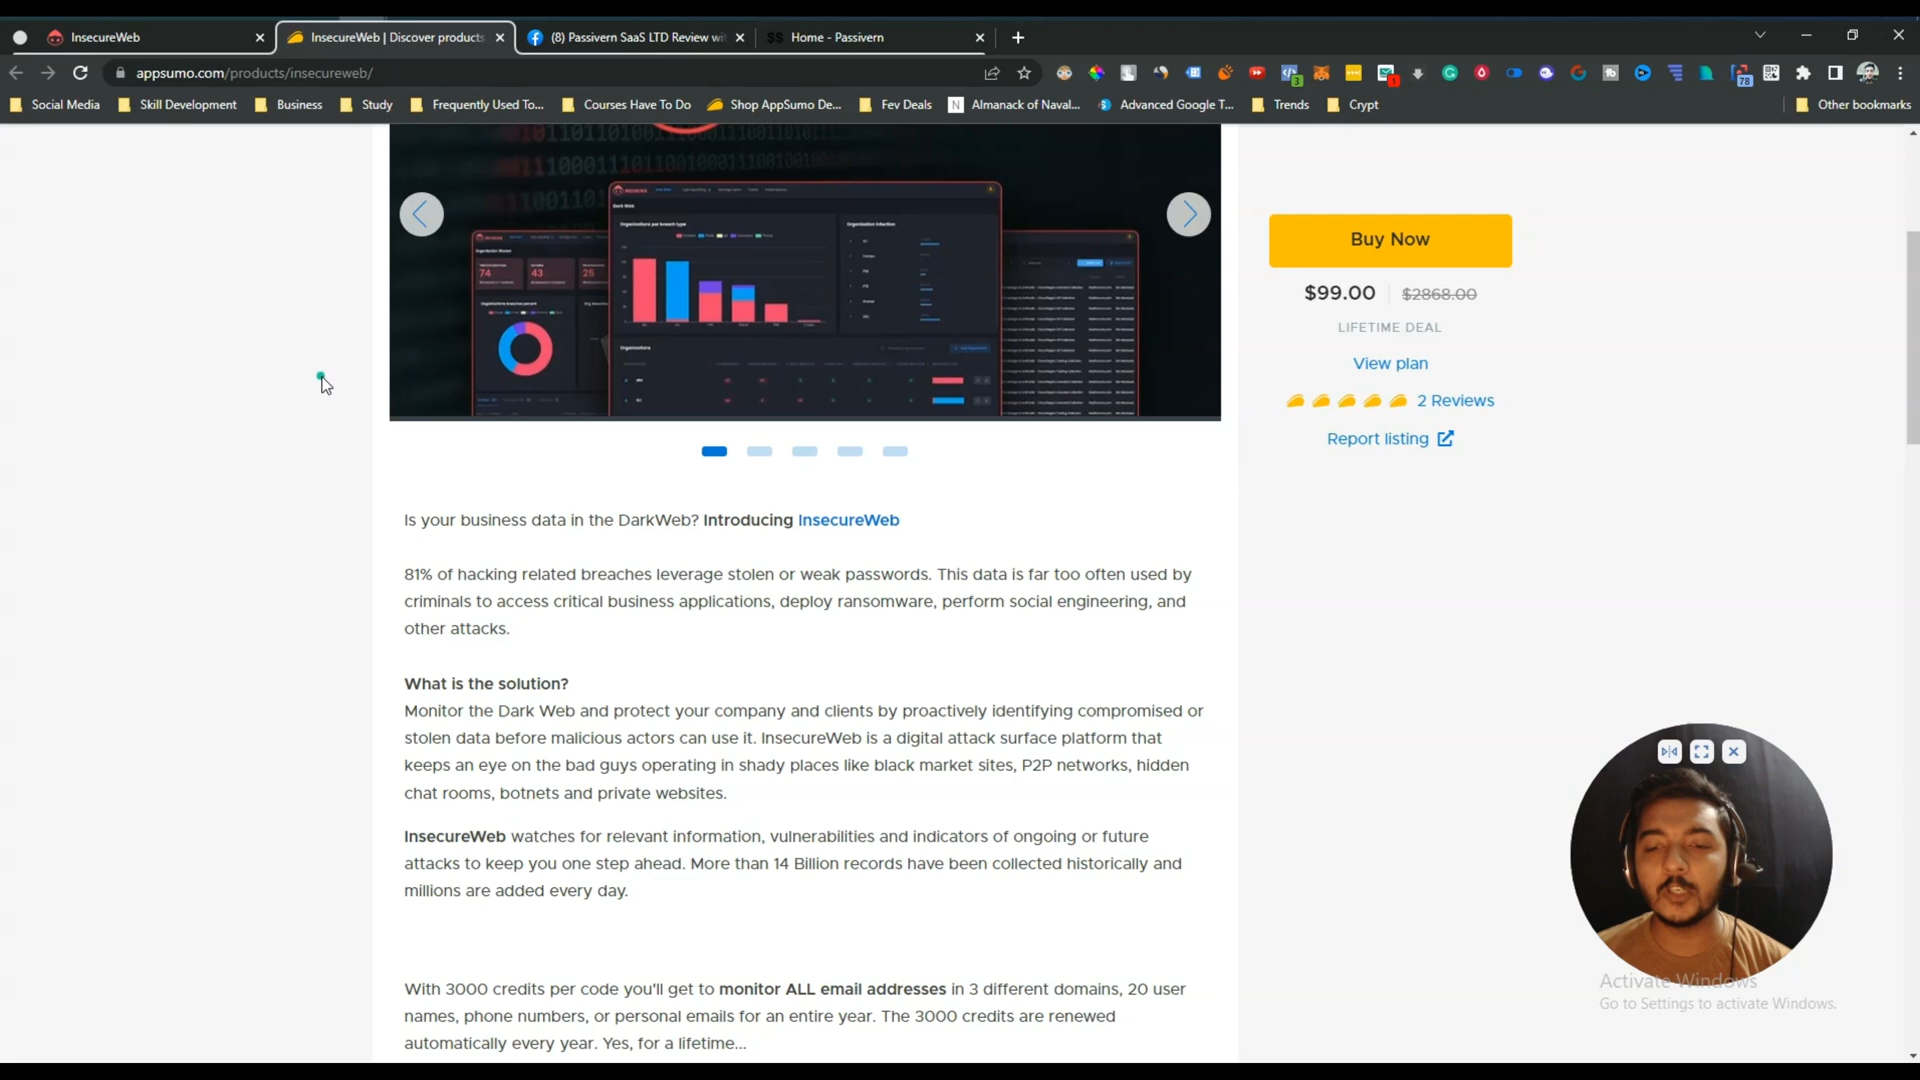 InsecureWeb
InsecureWeb | Discover products
(8) Passivern SaaS LTD Review wi
Home - Passivern
appsumo.com/products/insecureweb/
Social Media
Skill Development
Business
Study
Frequently Used To...
Courses Have To Do
Shop AppSumo De...
Fev Deals
Almanack of Naval...
Advanced Google T...
Trends
Crypt
Other bookmarks
Dark Web
Organizations per breach type
Organizations
74
43
25
Buy Now
$99.00
$2868.00
LIFETIME DEAL
View plan
2 Reviews
Report listing
Is your business data in the DarkWeb? Introducing InsecureWeb
81% of hacking related breaches leverage stolen or weak passwords. This data is far too often used by
criminals to access critical business applications, deploy ransomware, perform social engineering, and
other attacks.
What is the solution?
Monitor the Dark Web and protect your company and clients by proactively identifying compromised or
stolen data before malicious actors can use it. InsecureWeb is a digital attack surface platform that
keeps an eye on the bad guys operating in shady places like black market sites, P2P networks, hidden
chat rooms, botnets and private websites.
InsecureWeb watches for relevant information, vulnerabilities and indicators of ongoing or future
attacks to keep you one step ahead. More than 14 Billion records have been collected historically and
millions are added every day.
With 3000 credits per code you'll get to monitor ALL email addresses in 3 different domains, 20 user
names, phone numbers, or personal emails for an entire year. The 3000 credits are renewed
automatically every year. Yes, for a lifetime...
Activate Windows
Go to Settings to activate Windows.